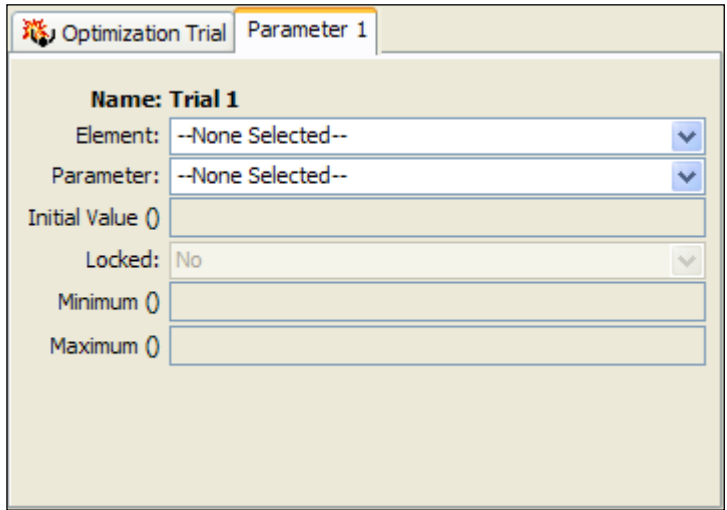 Optimization Trial Parameter 1
Name: Trial 1
Element: --None Selected--
Parameter: --None Selected--
Initial Value ()
Locked: No
Minimum ()
Maximum ()